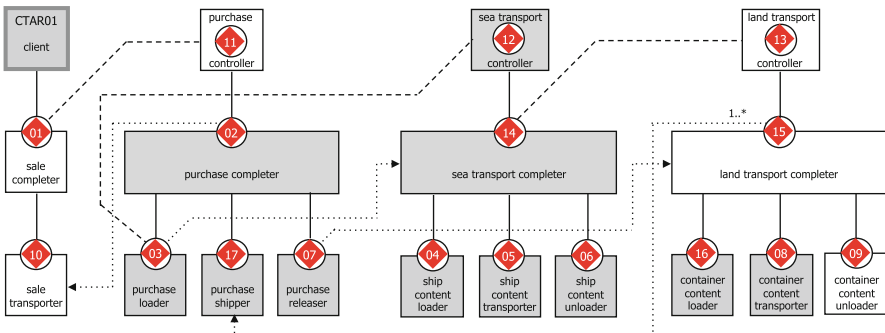 CTAR01
client
purchase
11
controller
sea transport
12
controller
land transport
13
controller
1..*
01
sale
completer
02
purchase completer
14
sea transport completer
15
land transport completer
10
sale
transporter
03
purchase
loader
17
purchase
shipper
07
purchase
releaser
04
ship
content
loader
05
ship
content
transporter
06
ship
content
unloader
16
container
content
loader
08
container
content
transporter
09
container
content
unloader